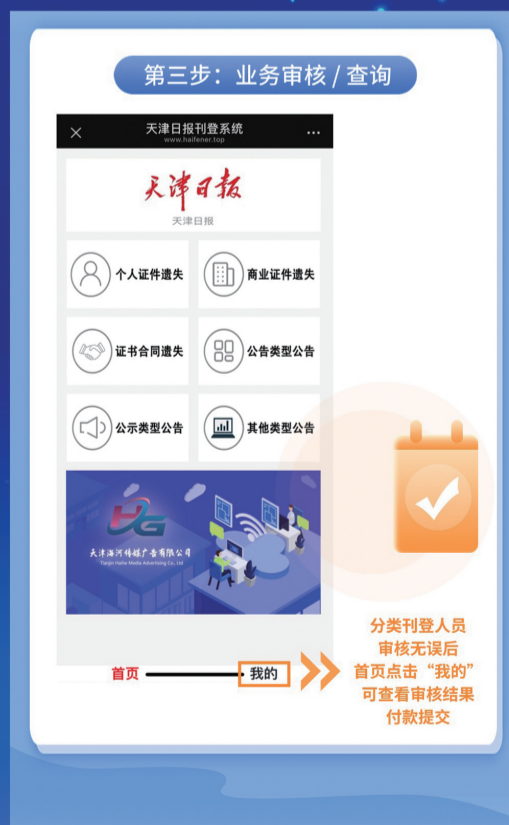 第三步：业务审核 / 查询
天津日报刊登系统
www.haifener.top
天津日报
天津日报
个人证件遗失
商业证件遗失
证书合同遗失
公告类型公告
公示类型公告
其他类型公告
HG
天津海河传媒广告有限公司
Tianjin Haihe Media Advertising Co., Ltd
首页
我的
分类刊登人员
审核无误后
首页点击“我的”
可查看审核结果
付款提交